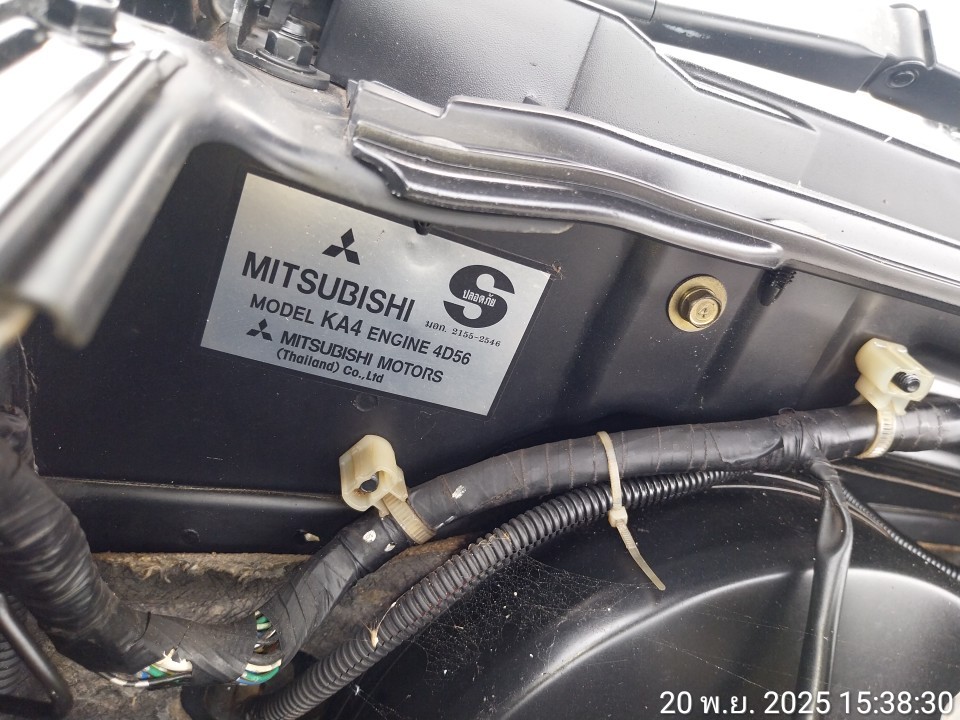 MITSUBISHI
S
ปลอดภัย
มอก. 2155-2546
MODEL KA4 ENGINE 4D56
MITSUBISHI MOTORS
(Thailand) Co.,Ltd
20 พ.ย. 2025 15:38:30